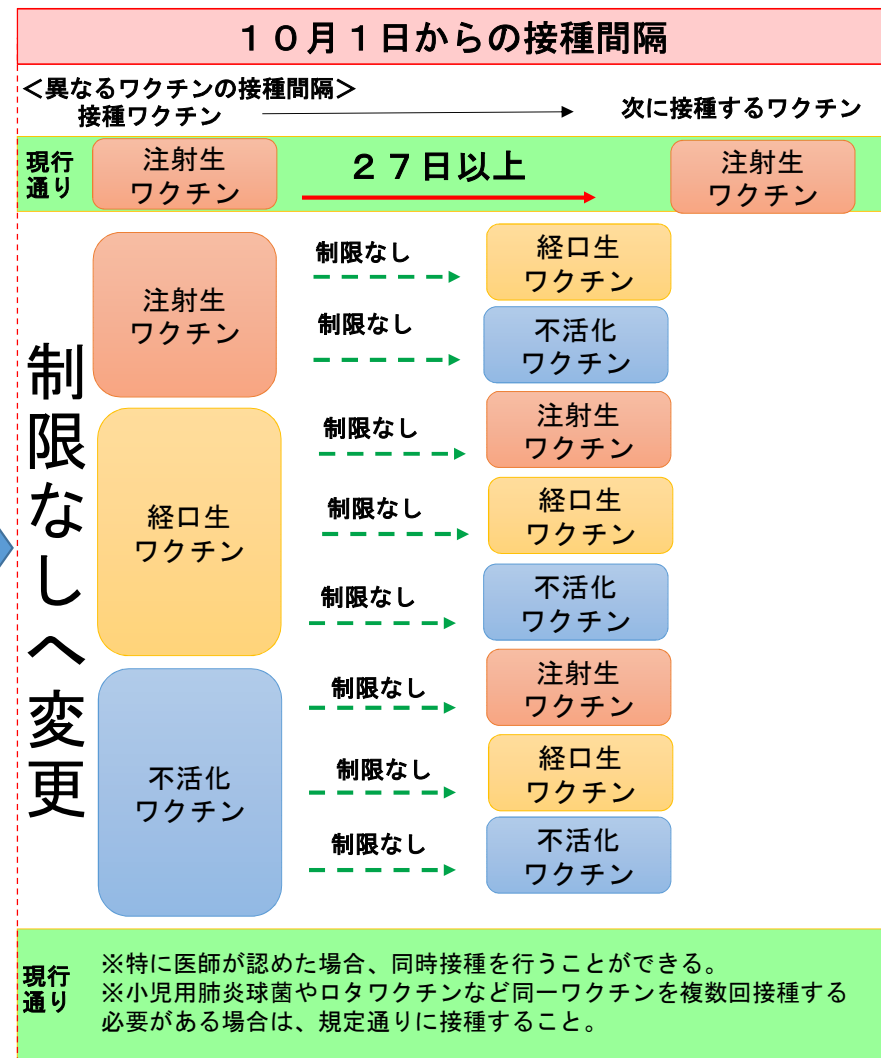 １０月１日からの接種間隔
＜異なるワクチンの接種間隔＞
接種ワクチン
次に接種するワクチン
現行
通り
注射生
ワクチン
２７日以上
注射生
ワクチン
制限なしへ変更
注射生
ワクチン
制限なし
経口生
ワクチン
制限なし
不活化
ワクチン
経口生
ワクチン
制限なし
注射生
ワクチン
制限なし
経口生
ワクチン
制限なし
不活化
ワクチン
不活化
ワクチン
制限なし
注射生
ワクチン
制限なし
経口生
ワクチン
制限なし
不活化
ワクチン
現行
通り
※特に医師が認めた場合、同時接種を行うことができる。
※小児用肺炎球菌やロタワクチンなど同一ワクチンを複数回接種する
必要がある場合は、規定通りに接種すること。